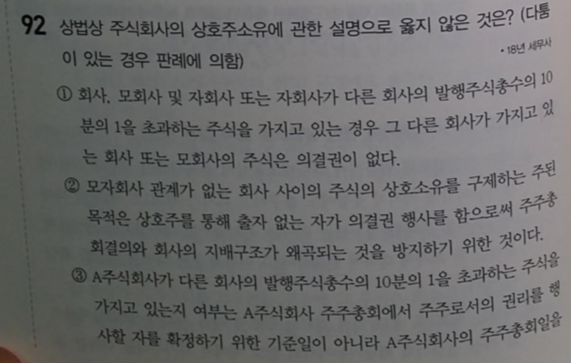 92 상법상 주식회사의 상호주소유에 관한 설명으로 옳지 않은 것은? (다툼
이 있는 경우 판례에 의함)
• 18년 세무사
① 회사, 모회사 및 자회사 또는 자회사가 다른 회사의 발행주식총수의 10
분의 1을 초과하는 주식을 가지고 있는 경우 그 다른 회사가 가지고 있
는 회사 또는 모회사의 주식은 의결권이 없다.
② 모자회사 관계가 없는 회사 사이의 주식의 상호소유를 구제하는 주된
목적은 상호주를 통해 출자 없는 자가 의결권 행사를 함으로써 주주총
회결의와 회사의 지배구조가 왜곡되는 것을 방지하기 위한 것이다.
③ A주식회사가 다른 회사의 발행주식총수의 10분의 1을 초과하는 주식을
가지고 있는지 여부는 A주식회사 주주총회에서 주주로서의 권리를 행
사할 자를 확정하기 위한 기준일이 아니라 A주식회사의 주주총회일을